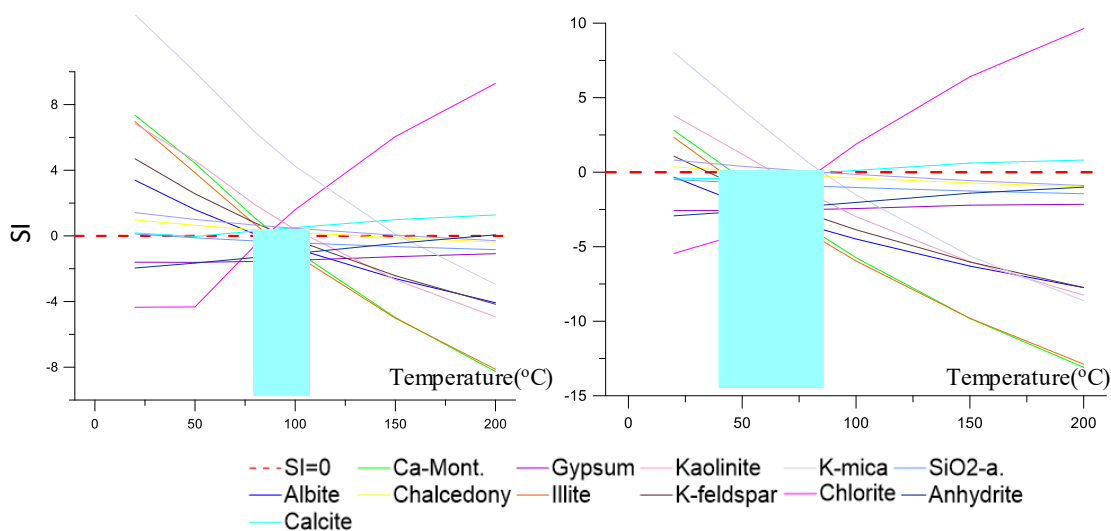 10
8
5
4
SI
0
0
-4
-5
-8
-10
Temperature(°C)
Temperature(°C)
-15
0
50
100
150
200
0
50
100
150
200
SI=0
Ca-Mont.
Gypsum
Kaolinite
K-mica
SiO2-a.
Albite
Chalcedony
Illite
K-feldspar
Chlorite
Anhydrite
Calcite